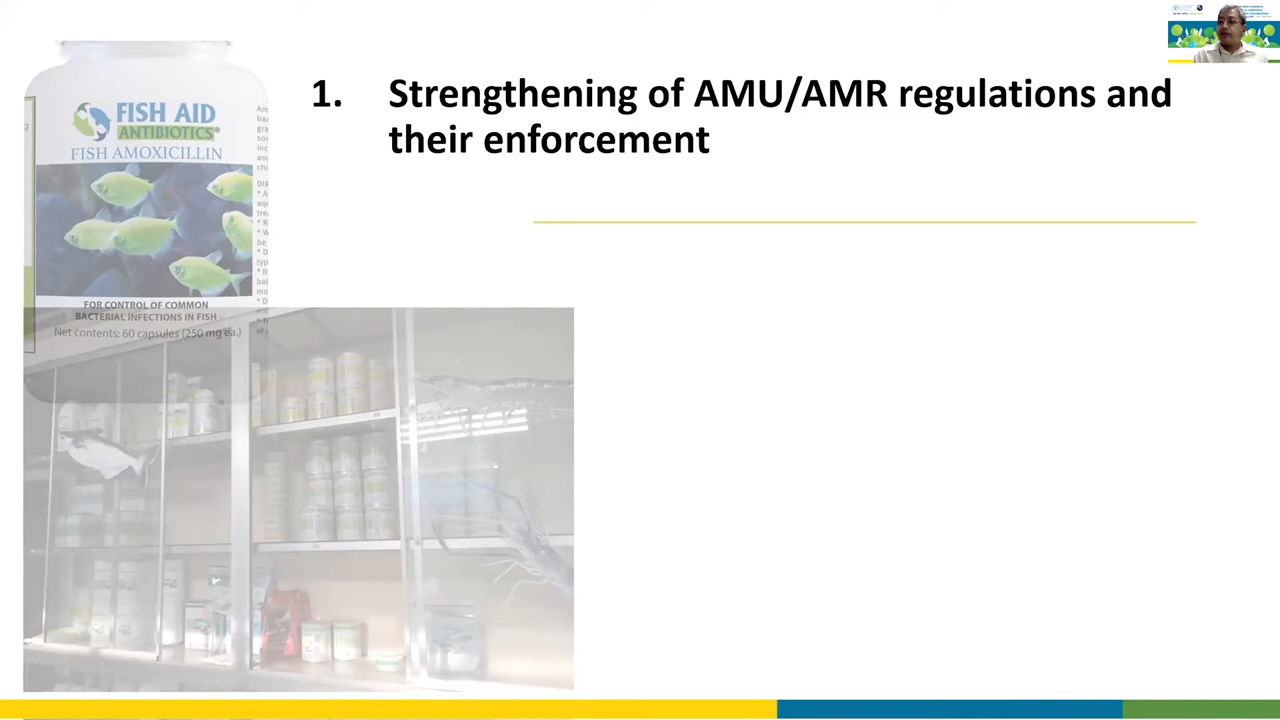 1. Strengthening of AMU/AMR regulations and
their enforcement
FISH AID
ANTIBIOTICS®
FISH AMOXICILLIN
FOR CONTROL OF COMMON
BACTERIAL INFECTIONS IN FISH
Net contents: 60 capsules (250 mg ea.)